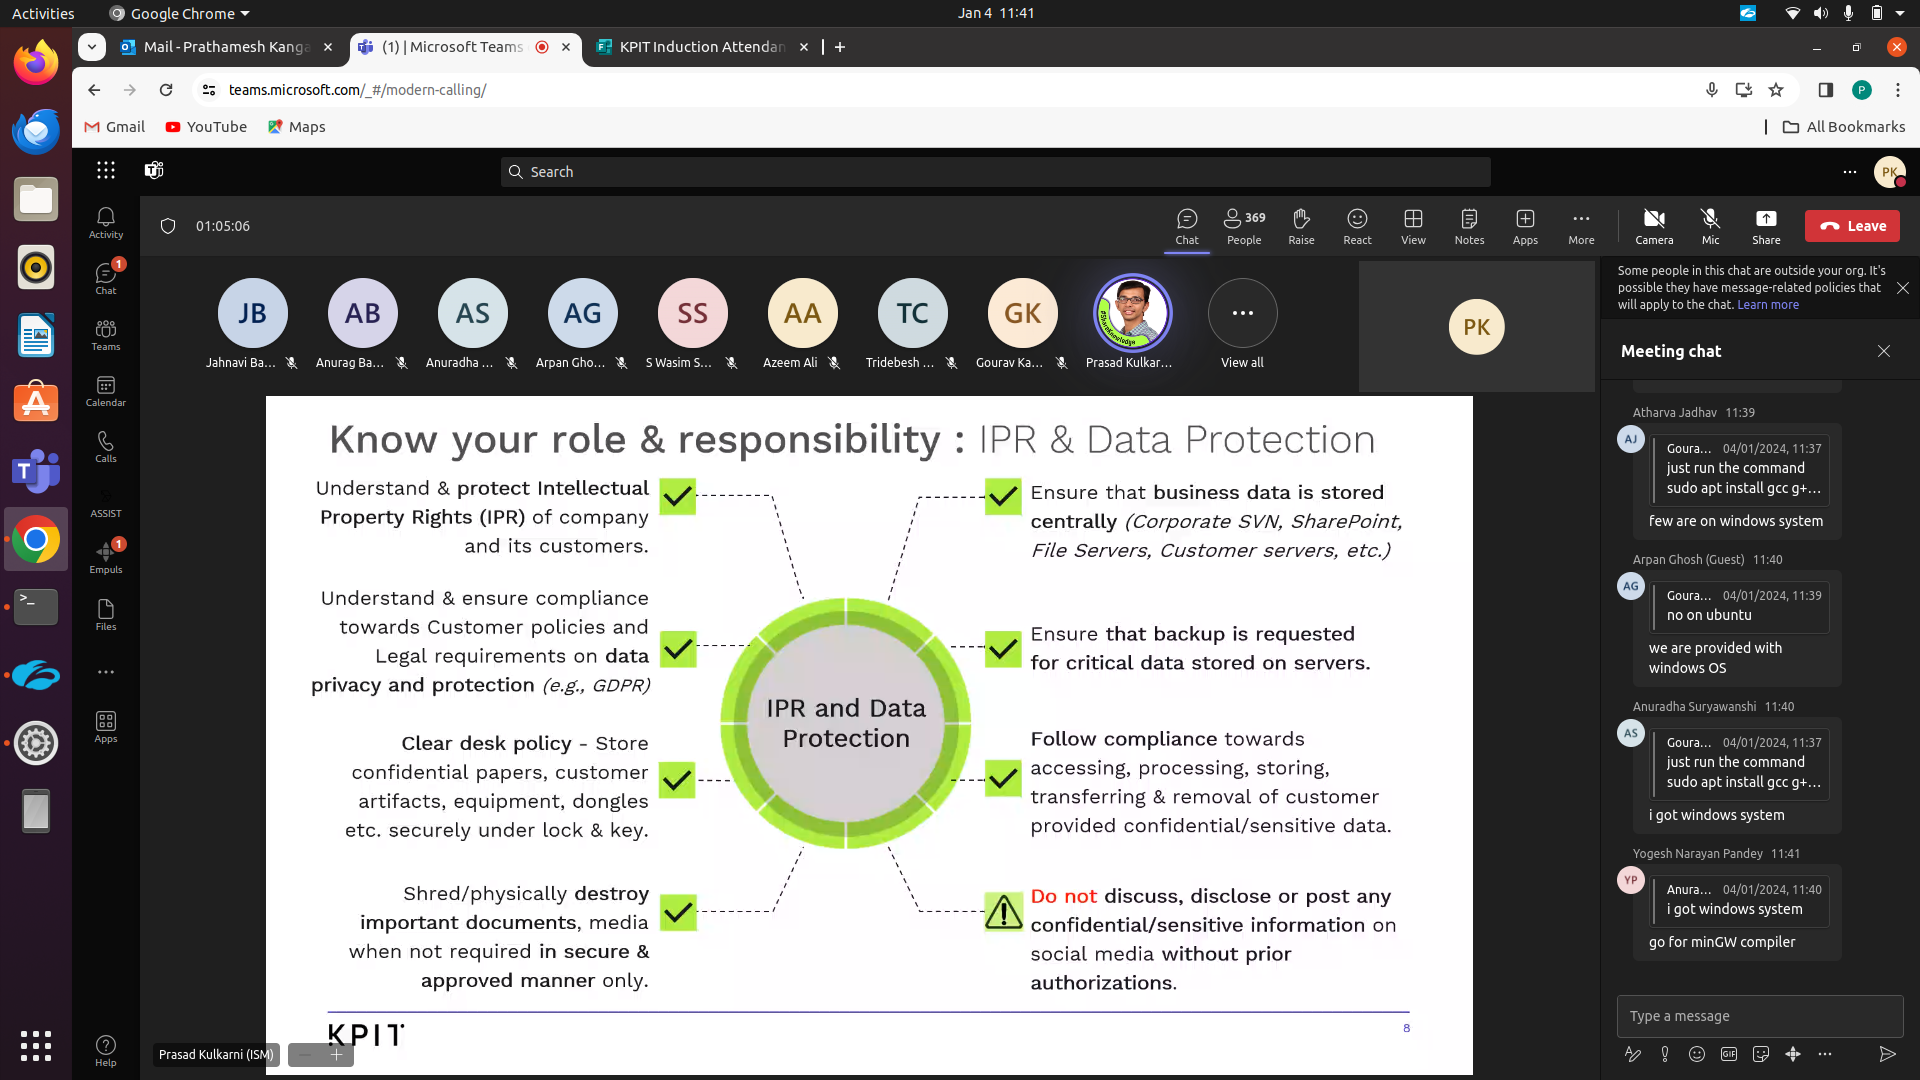 Activities
Google Chrome
Jan 4 11:41
Mail - Prathamesh Kanga
(1) | Microsoft Teams
KPIT Induction Attendan
teams.microsoft.com/_#/modern-calling/
P
Gmail
YouTube
Maps
All Bookmarks
Search
PK
01:05:06
Chat
369
People
Raise
React
View
Notes
Apps
More
Camera
Mic
Share
Leave
Activity
1
Chat
Teams
Calendar
Calls
ASSIST
1
Empuls
Files
Apps
Help
JB
AB
AS
AG
SS
AA
TC
GK
#ShareKnowledge
Jahnavi Ba...
Anurag Ba...
Anuradha ...
Arpan Gho...
S Wasim S...
Azeem Ali
Tridebesh ...
Gourav Ka...
Prasad Kulkar...
View all
PK
Know your role & responsibility : IPR & Data Protection
Understand & protect Intellectual
Property Rights (IPR) of company
and its customers.
Understand & ensure compliance
towards Customer policies and
Legal requirements on data
privacy and protection (e.g., GDPR)
Clear desk policy - Store
confidential papers, customer
artifacts, equipment, dongles
etc. securely under lock & key.
Shred/physically destroy
important documents, media
when not required in secure &
approved manner only.
IPR and Data
Protection
Ensure that business data is stored
centrally (Corporate SVN, SharePoint,
File Servers, Customer servers, etc.)
Ensure that backup is requested
for critical data stored on servers.
Follow compliance towards
accessing, processing, storing,
transferring & removal of customer
provided confidential/sensitive data.
Do not discuss, disclose or post any
confidential/sensitive information on
social media without prior
authorizations.
KPIT
8
Prasad Kulkarni (ISM)
Some people in this chat are outside your org. It's
possible they have message-related policies that
will apply to the chat. Learn more
Meeting chat
Atharva Jadhav 11:39
AJ
Goura... 04/01/2024, 11:37
just run the command
sudo apt install gcc g+...
few are on windows system
Arpan Ghosh (Guest) 11:40
AG
Goura... 04/01/2024, 11:39
no on ubuntu
we are provided with
windows OS
Anuradha Suryawanshi 11:40
AS
Goura... 04/01/2024, 11:37
just run the command
sudo apt install gcc g+...
i got windows system
Yogesh Narayan Pandey 11:41
YP
Anura... 04/01/2024, 11:40
i got windows system
go for minGW compiler
Type a message
GIF